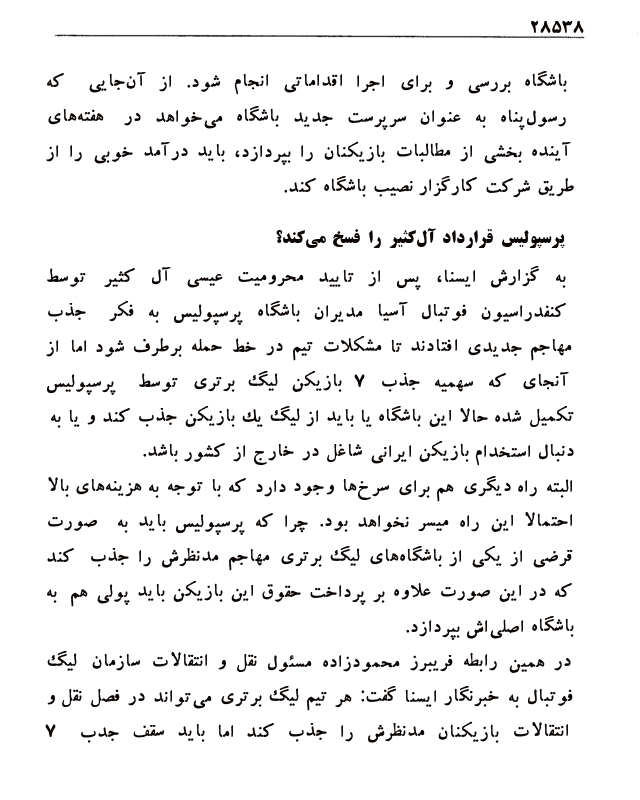 ۲۸۵۳۸
باشگاه بررسی و برای اجرا اقداماتی انجام شود. از آن‌جایی که
رسول‌پناه به عنوان سرپرست جدید باشگاه می‌خواهد در هفته‌های
آینده بخشی از مطالبات بازیکنان را بپردازد، باید درآمد خوبی را از
طریق شرکت کارگزار نصیب باشگاه کند.
پرسپولیس قرارداد آل‌کثیر را فسخ می‌کند؟
به گزارش ایسنا، پس از تایید محرومیت عیسی آل کثیر توسط
کنفدراسیون فوتبال آسیا مدیران باشگاه پرسپولیس به فکر جذب
مهاجم جدیدی افتادند تا مشکلات تیم در خط حمله برطرف شود اما از
آنجای که سهمیه جذب ۷ بازیکن لیگ برتری توسط پرسپولیس
تکمیل شده حالا این باشگاه یا باید از لیگ یك بازیکن جذب کند و یا به
دنبال استخدام بازیکن ایرانی شاغل در خارج از کشور باشد.
البته راه دیگری هم برای سرخ‌ها وجود دارد که با توجه به هزینه‌های بالا
احتمالا این راه میسر نخواهد بود. چرا که پرسپولیس باید به صورت
قرضی از یکی از باشگاه‌های لیگ برتری مهاجم مدنظرش را جذب کند
که در این صورت علاوه بر پرداخت حقوق این بازیکن باید پولی هم به
باشگاه اصلی‌اش بپردازد.
در همین رابطه فریبرز محمودزاده مسئول نقل و انتقالات سازمان لیگ
فوتبال به خبرنگار ایسنا گفت: هر تیم لیگ برتری می‌تواند در فصل نقل و
انتقالات بازیکنان مدنظرش را جذب کند اما باید سقف جذب ۷